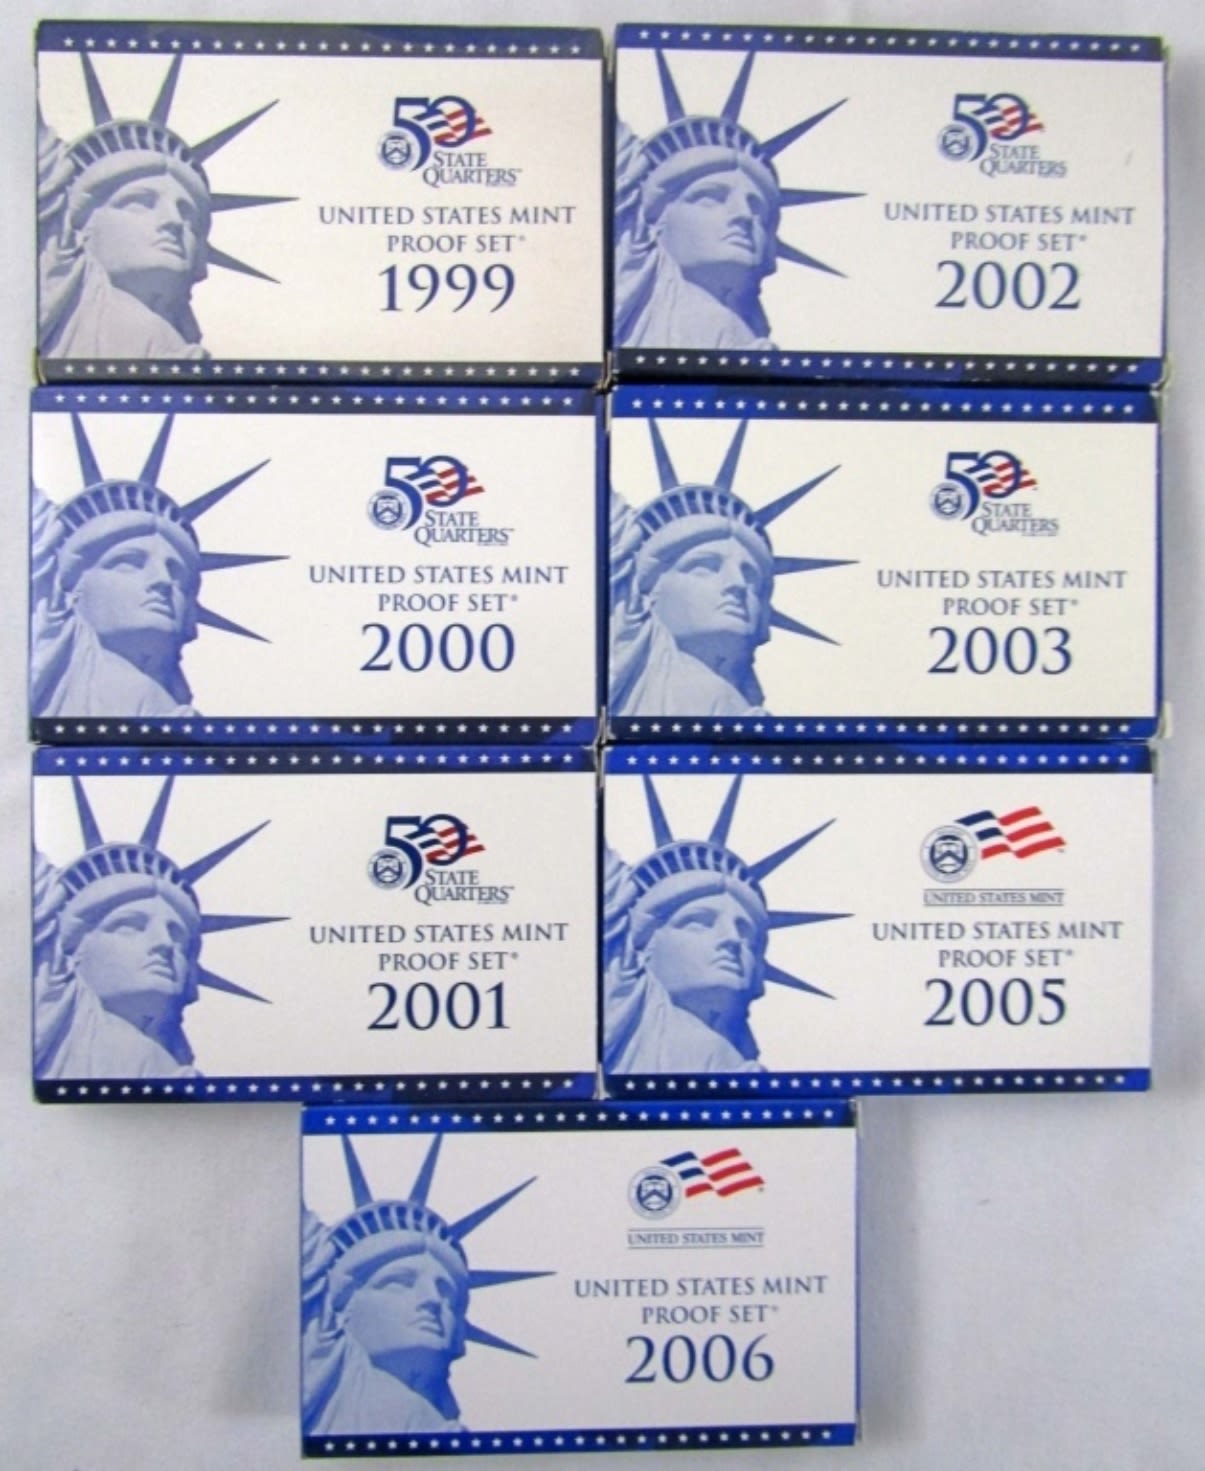 50
STATE
QUARTERS™
UNITED STATES MINT
PROOF SET®
1999
50
STATE
QUARTERS
UNITED STATES MINT
PROOF SET®
2002
50
STATE
QUARTERS™
UNITED STATES MINT
PROOF SET®
2000
50
STATE
QUARTERS
UNITED STATES MINT
PROOF SET®
2003
50
STATE
QUARTERS™
UNITED STATES MINT
PROOF SET®
2001
UNITED STATES MINT
UNITED STATES MINT
PROOF SET®
2005
UNITED STATES MINT
UNITED STATES MINT
PROOF SET®
2006